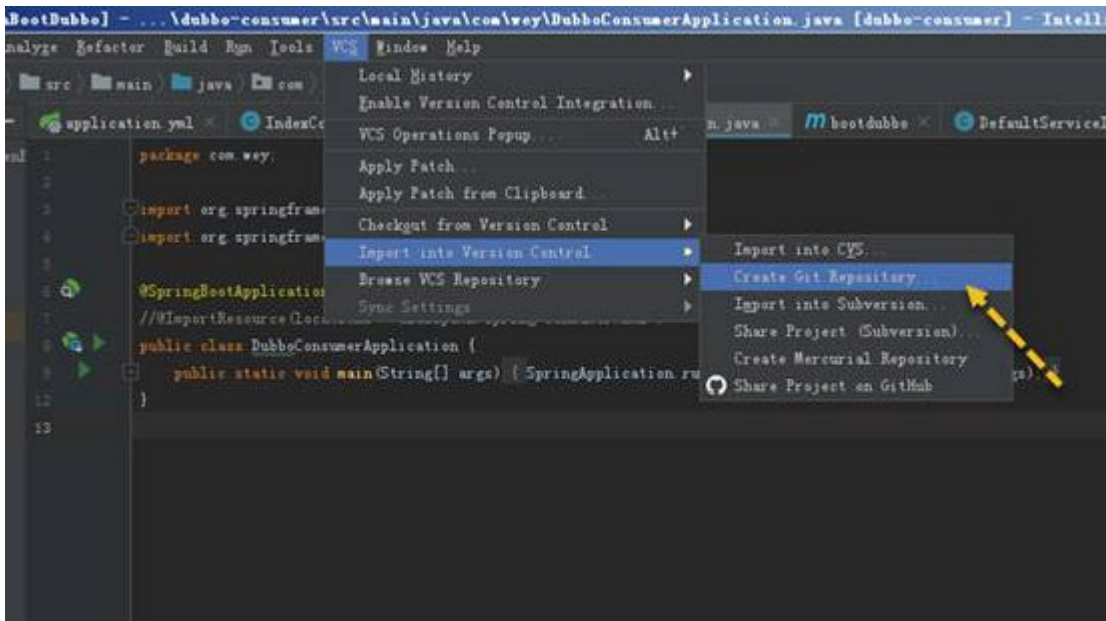 BootDubbo] - ...\dubbo-consumer\src\main\java\com\wey\DubboConsumerApplication.java [dubbo-consumer] - Intell
nalyze Refactor Build Run Tools VCS Window Help
src main java com
application.yml IndexCo n.java m bootdubbo DefaultServiceI
Local History
Enable Version Control Integration...
VCS Operations Popup... Alt+
Apply Patch...
Apply Patch from Clipboard...
Checkout from Version Control
Import into Version Control
Browse VCS Repository
Sync Settings
Import into CVS...
Create Git Repository...
Import into Subversion...
Share Project (Subversion)...
Create Mercurial Repository
Share Project on GitHub
1 package com.wey;
2
3 import org.springfram
4 import org.springfram
5
6 @SpringBootApplication
7 //@ImportResource(loc
8 public class DubboConsumerApplication {
9 public static void main(String[] args) { SpringApplication.ru gs); }
12 }
13